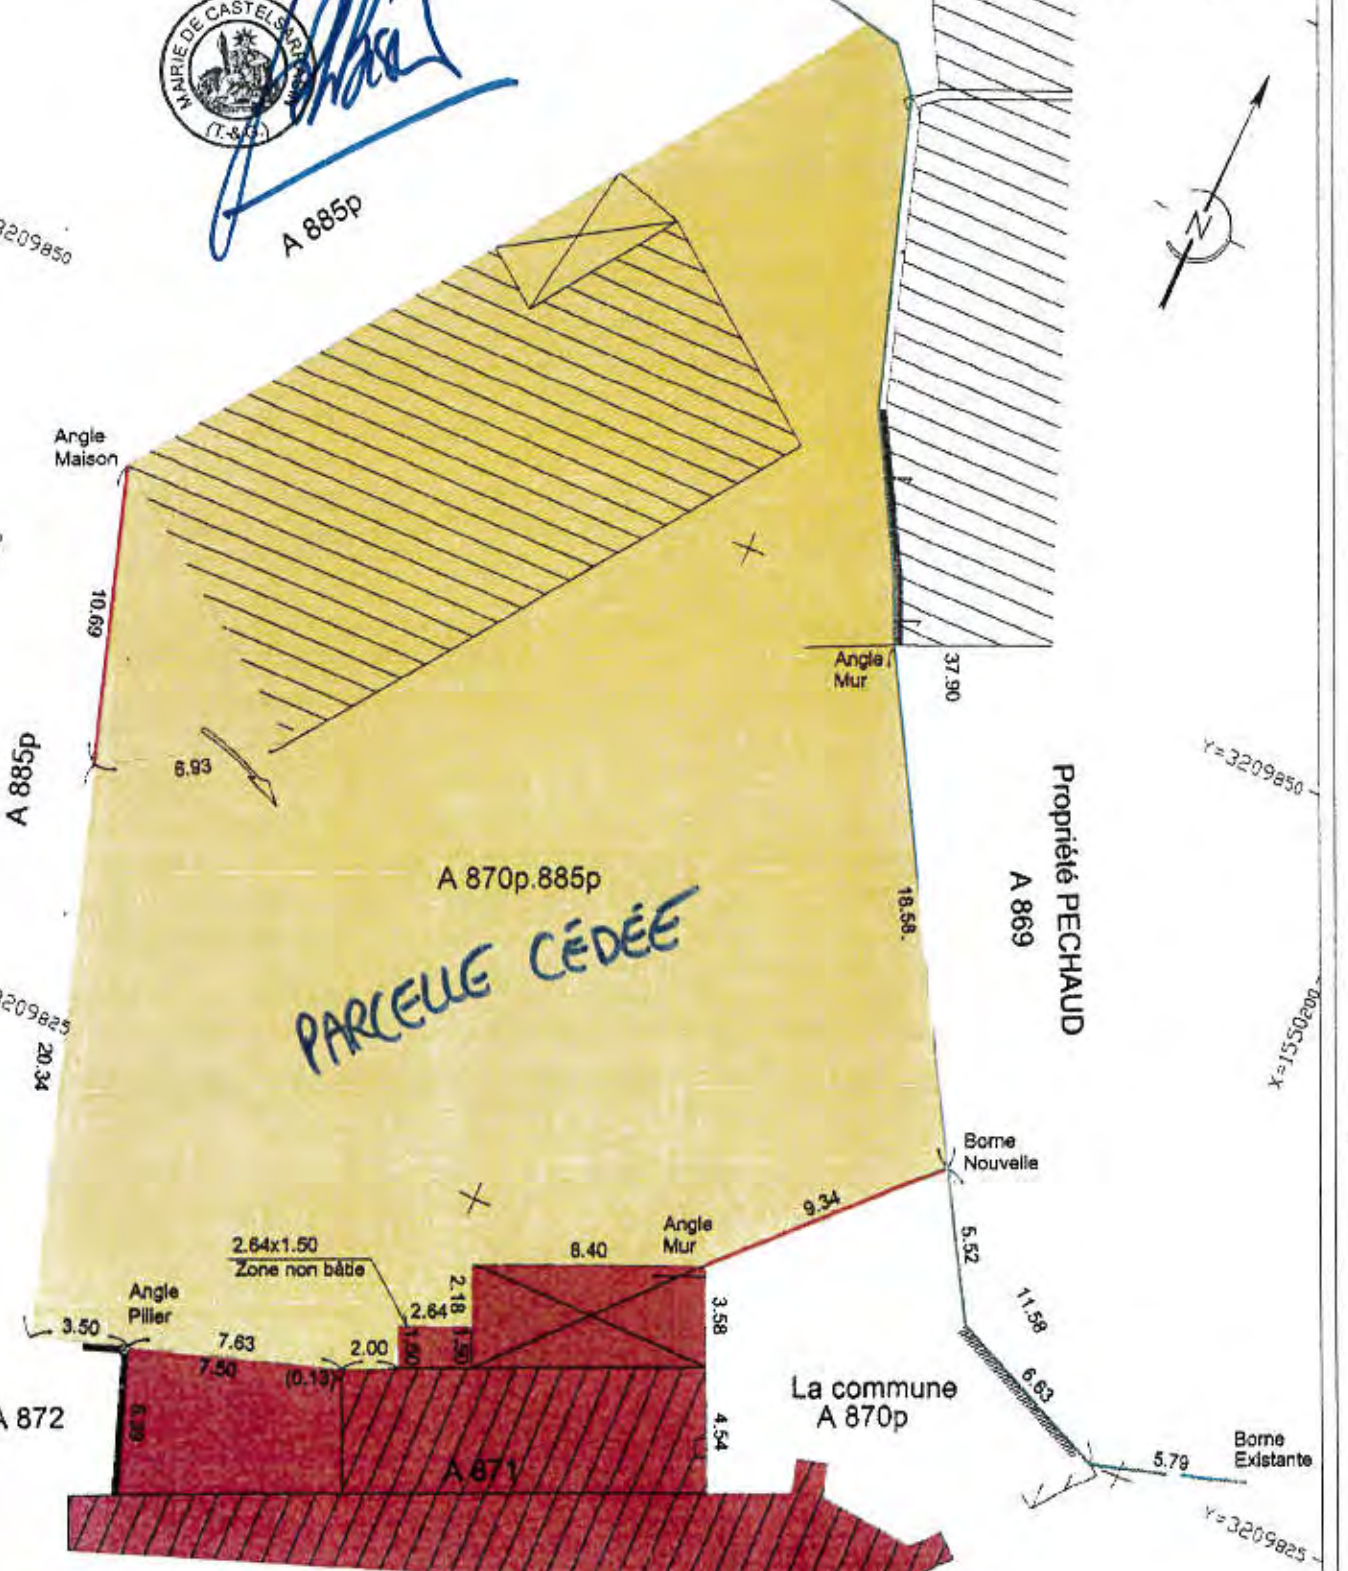 MAIRIE DE CASTELSARRASIN
(T.-&G.)
A 885p
3209850
Angle
Maison
10.69
A 885p
6.93
Angle
Mur
37.90
Y=3209850
Propriété PECHAUD
A 869
18.58.
A 870p.885p
PARCELLE CÉDÉE
3209825
20.34
X=1550200
Borne
Nouvelle
9.34
5.52
Angle
Mur
2.64x1.50
Zone non bâtie
8.40
2.18
2.64
1.50
1.50
3.58
11.58
Angle
Pilier
3.50
7.63
7.50
2.00
(0.13)
La commune
A 870p
6.63
A 872
4.54
A 871
5.79
Borne
Existante
Y=3209825
N